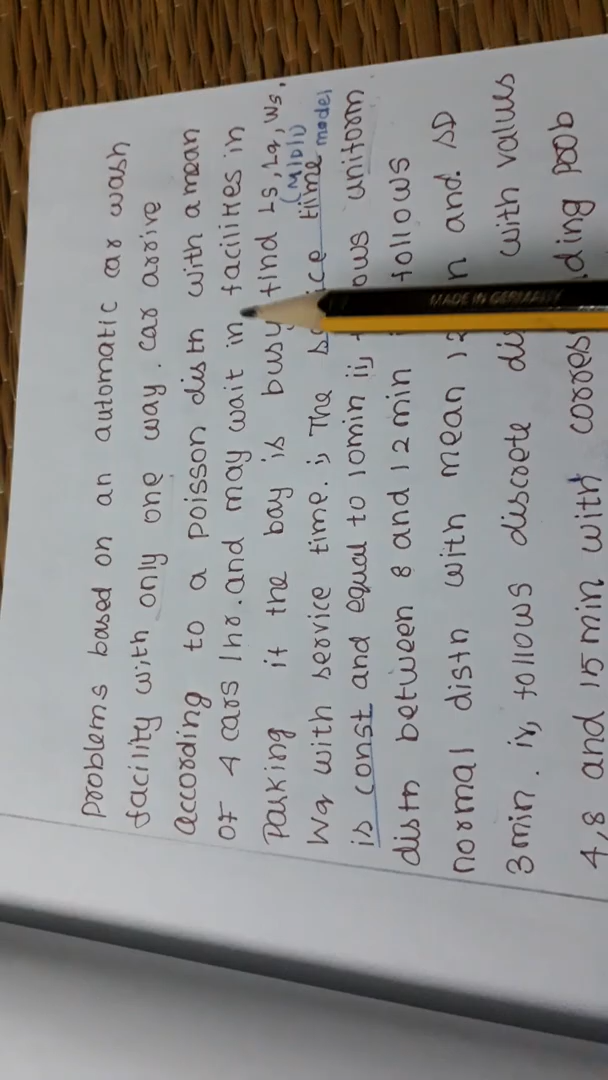 problems based on an automatic car wash
facility with only one way. car arrive
according to a poisson distn with a mean
of 4 cars 1hr. and may wait in facilities in
parking if the bay is busy find Ls, Lq, Ws,
(M/D/1)
Wq with service time. i, The time model
is const and equal to 10min ii, uniform
distn between 8 and 12 min follows
normal distn with mean and SD
3min. iv, follows discrete with values
4,8 and 15 min with prob
MADE IN GERMANY